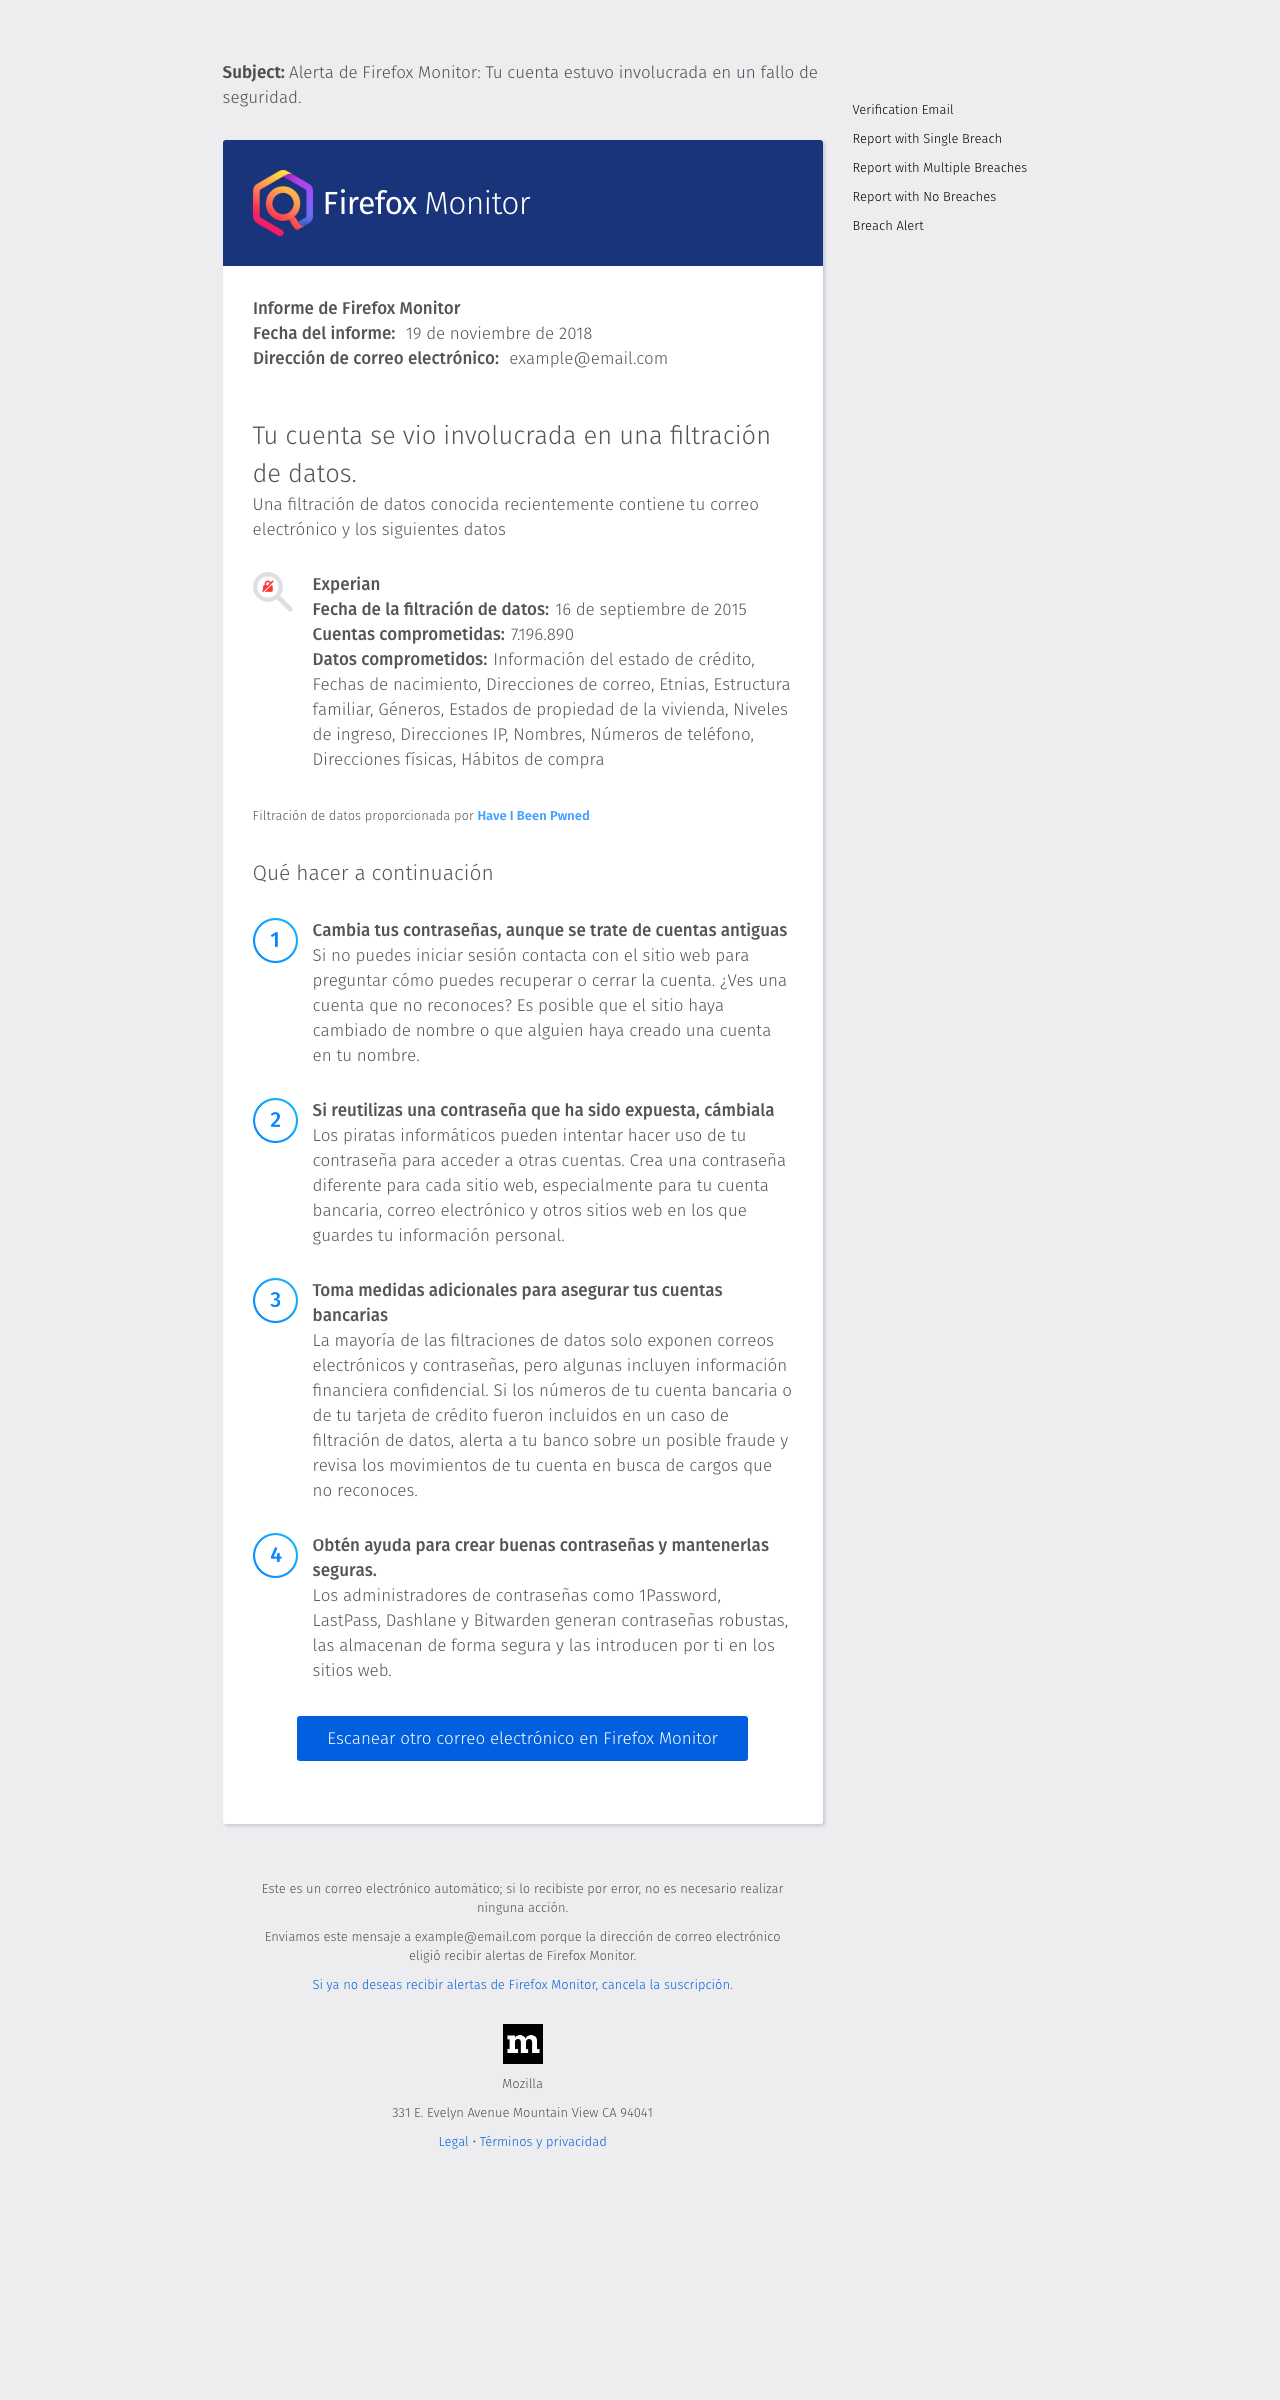 Subject: Alerta de Firefox Monitor: Tu cuenta estuvo involucrada en un fallo de
seguridad.
Verification Email
Report with Single Breach
Report with Multiple Breaches
Report with No Breaches
Breach Alert
Firefox Monitor
Informe de Firefox Monitor
Fecha del informe: 19 de noviembre de 2018
Dirección de correo electrónico: example@email.com
Tu cuenta se vio involucrada en una filtración
de datos.
Una filtración de datos conocida recientemente contiene tu correo
electrónico y los siguientes datos
Experian
Fecha de la filtración de datos: 16 de septiembre de 2015
Cuentas comprometidas: 7.196.890
Datos comprometidos: Información del estado de crédito,
Fechas de nacimiento, Direcciones de correo, Etnias, Estructura
familiar, Géneros, Estados de propiedad de la vivienda, Niveles
de ingreso, Direcciones IP, Nombres, Números de teléfono,
Direcciones físicas, Hábitos de compra
Filtración de datos proporcionada por Have I Been Pwned
Qué hacer a continuación
1
Cambia tus contraseñas, aunque se trate de cuentas antiguas
Si no puedes iniciar sesión contacta con el sitio web para
preguntar cómo puedes recuperar o cerrar la cuenta. ¿Ves una
cuenta que no reconoces? Es posible que el sitio haya
cambiado de nombre o que alguien haya creado una cuenta
en tu nombre.
2
Si reutilizas una contraseña que ha sido expuesta, cámbiala
Los piratas informáticos pueden intentar hacer uso de tu
contraseña para acceder a otras cuentas. Crea una contraseña
diferente para cada sitio web, especialmente para tu cuenta
bancaria, correo electrónico y otros sitios web en los que
guardes tu información personal.
3
Toma medidas adicionales para asegurar tus cuentas
bancarias
La mayoría de las filtraciones de datos solo exponen correos
electrónicos y contraseñas, pero algunas incluyen información
financiera confidencial. Si los números de tu cuenta bancaria o
de tu tarjeta de crédito fueron incluidos en un caso de
filtración de datos, alerta a tu banco sobre un posible fraude y
revisa los movimientos de tu cuenta en busca de cargos que
no reconoces.
4
Obtén ayuda para crear buenas contraseñas y mantenerlas
seguras.
Los administradores de contraseñas como 1Password,
LastPass, Dashlane y Bitwarden generan contraseñas robustas,
las almacenan de forma segura y las introducen por ti en los
sitios web.
Escanear otro correo electrónico en Firefox Monitor
Este es un correo electrónico automático; si lo recibiste por error, no es necesario realizar
ninguna acción.
Enviamos este mensaje a example@email.com porque la dirección de correo electrónico
eligió recibir alertas de Firefox Monitor.
Si ya no deseas recibir alertas de Firefox Monitor, cancela la suscripción.
m
Mozilla
331 E. Evelyn Avenue Mountain View CA 94041
Legal • Términos y privacidad